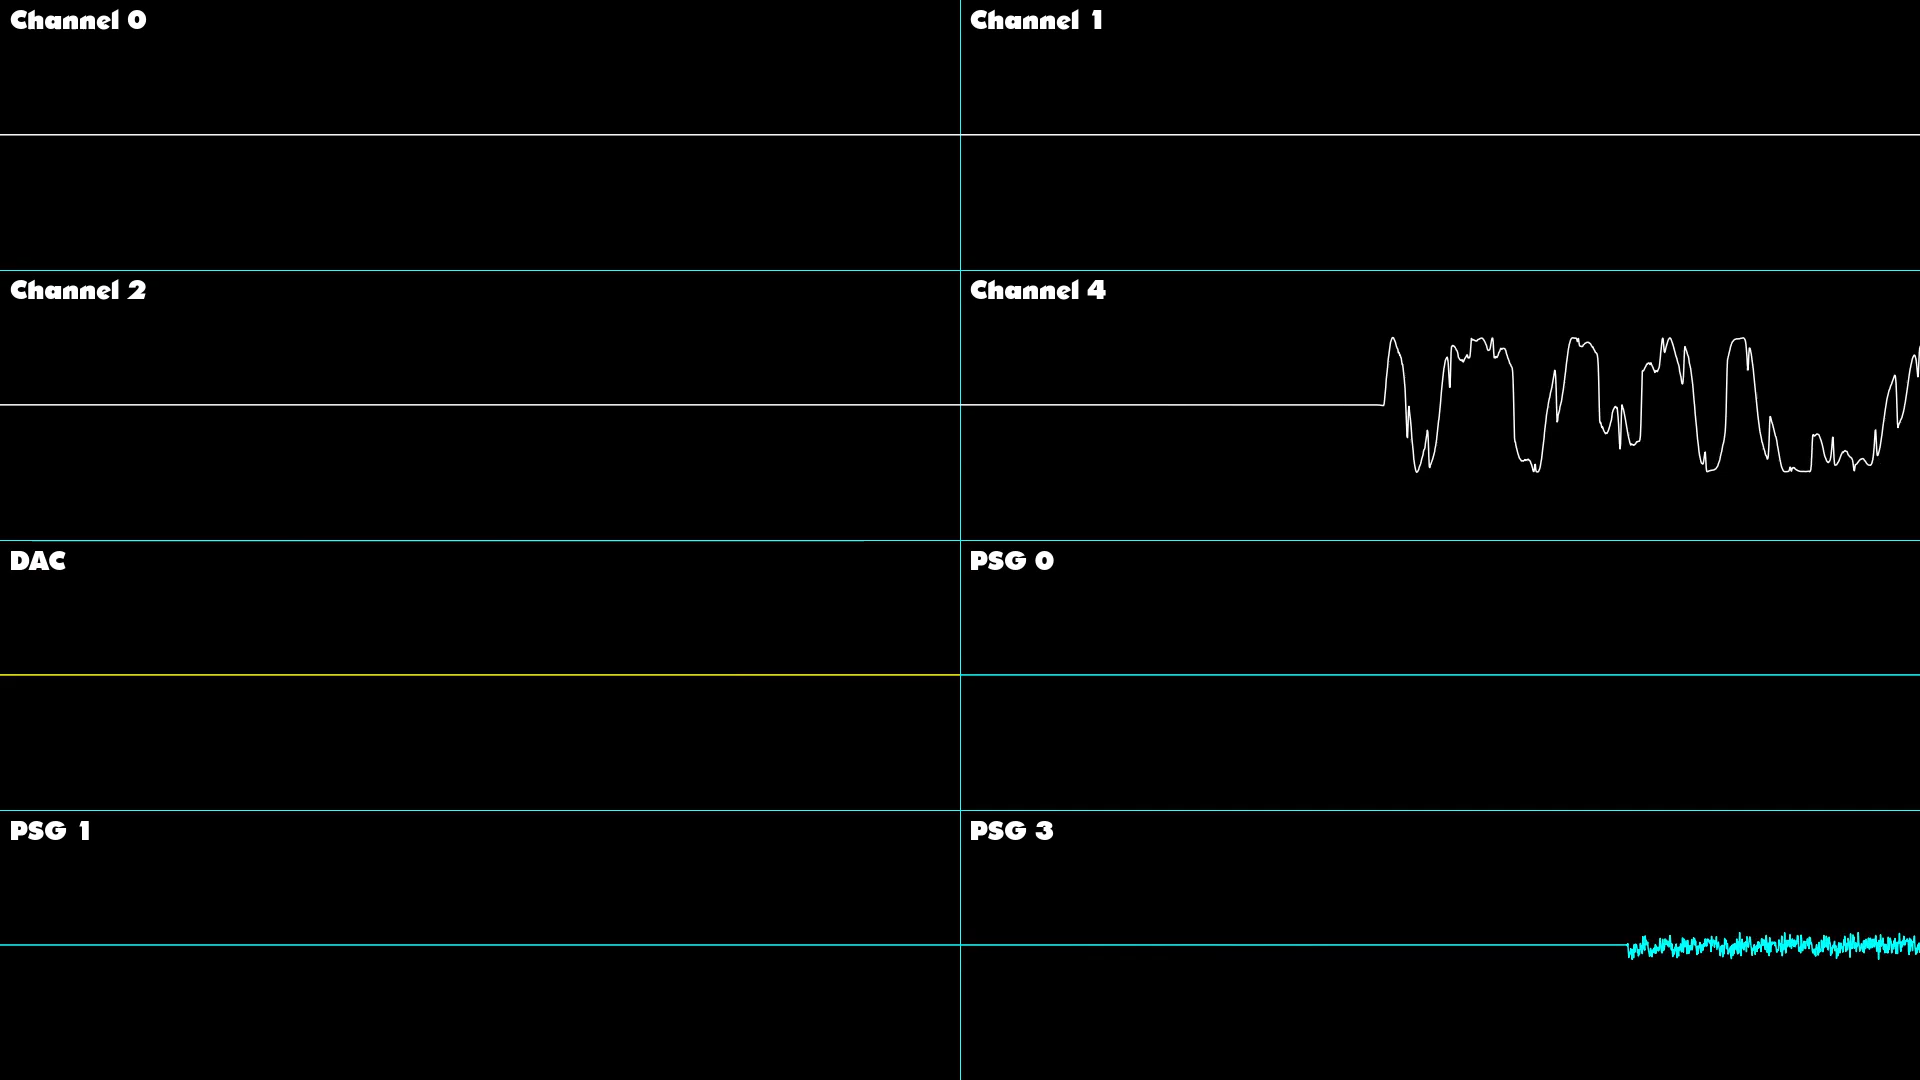 Channel 0
Channel 1
Channel 2
Channel 4
DAC
PSG 0
PSG 1
PSG 3